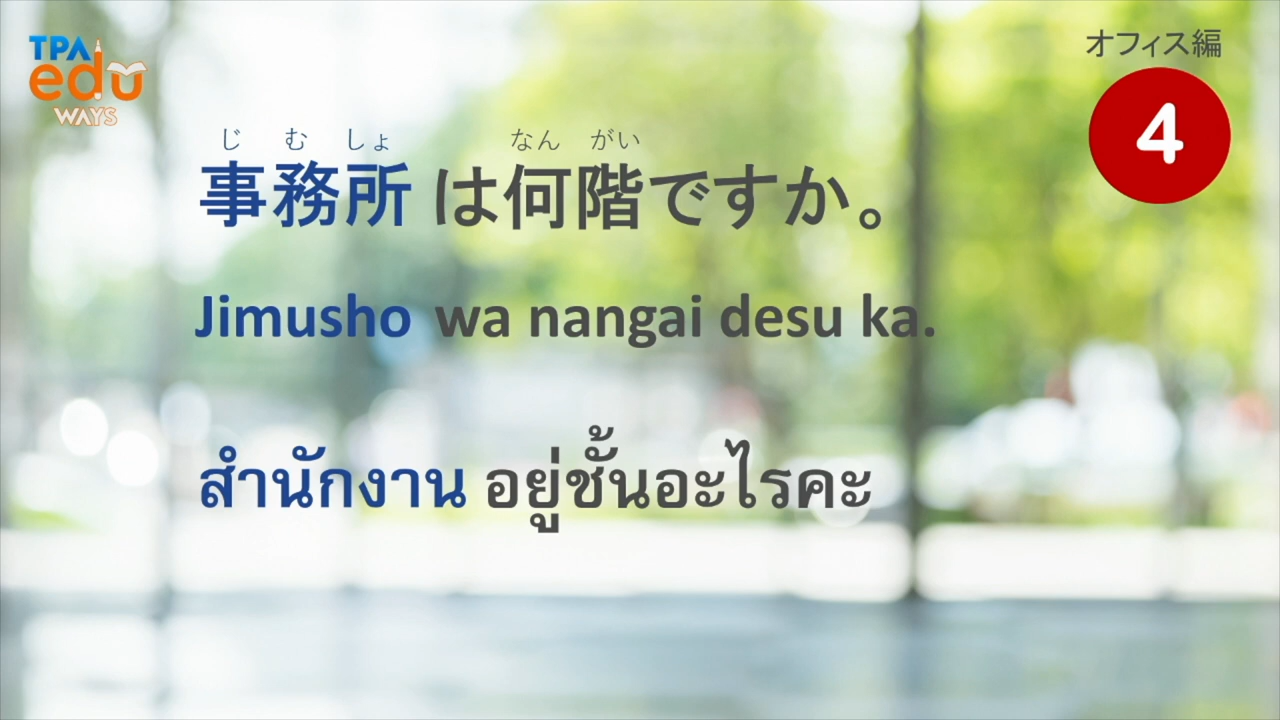 TPA
edu
WAYS
オフィス編
4
じ む しょ なん がい
事務所 は何階ですか。
Jimusho wa nangai desu ka.
สำนักงาน อยู่ชั้นอะไรคะ